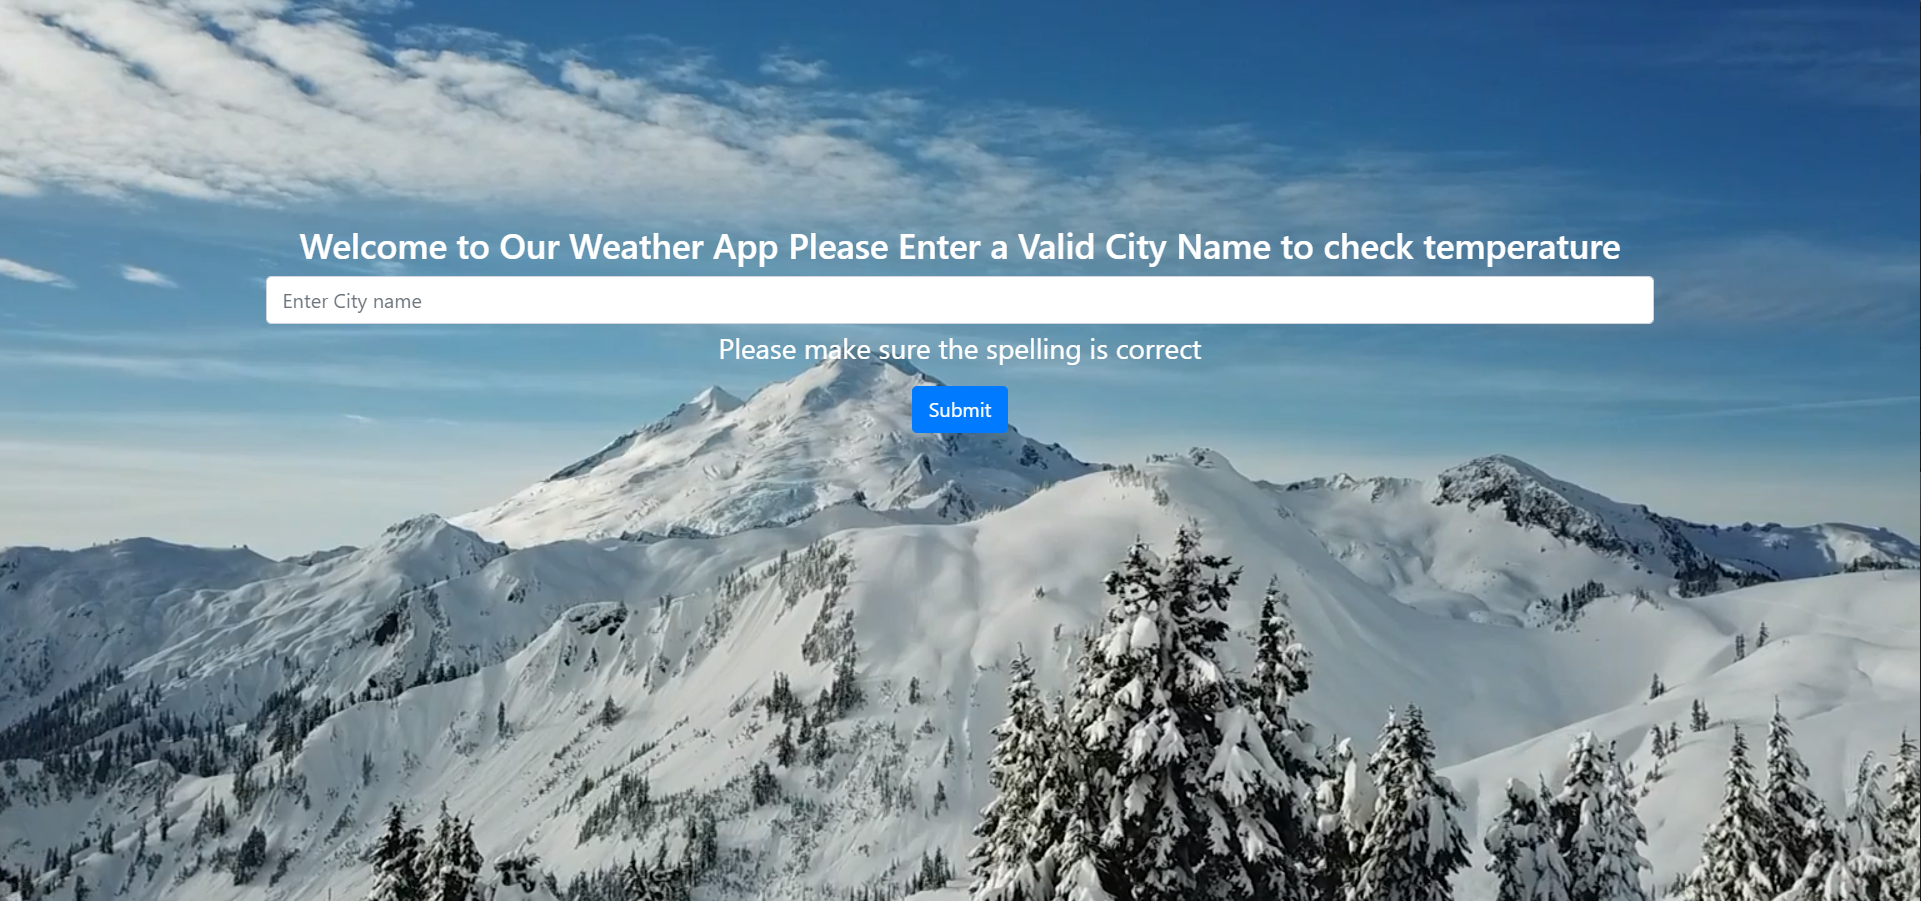 Welcome to Our Weather App Please Enter a Valid City Name to check temperature
Enter City name
Please make sure the spelling is correct
Submit